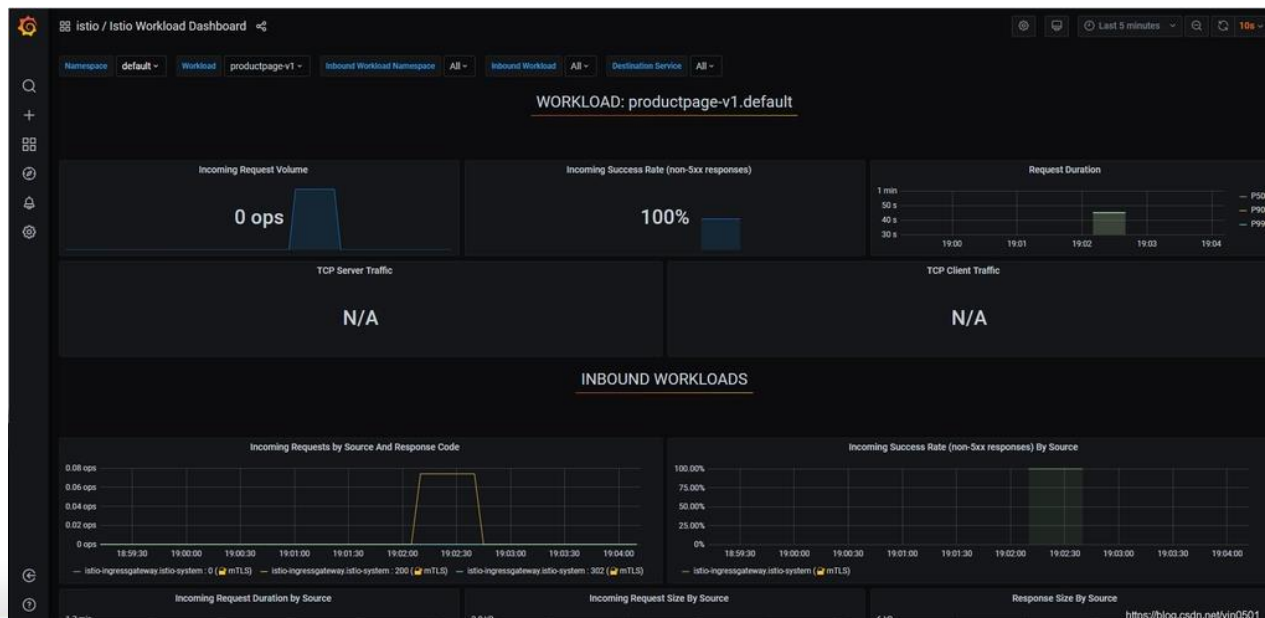 istio / Istio Workload Dashboard
Last 5 minutes
10s
Namespace default Workload productpage-v1 Inbound Workload Namespace All Inbound Workload All Destination Service All
WORKLOAD: productpage-v1.default
Incoming Request Volume
0 ops
Incoming Success Rate (non-5xx responses)
100%
Request Duration
1 min
50 s
40 s
30 s
19:00 19:01 19:02 19:03 19:04
P50
P90
P99
TCP Server Traffic
N/A
TCP Client Traffic
N/A
INBOUND WORKLOADS
Incoming Requests by Source And Response Code
0.08 ops
0.06 ops
0.04 ops
0.02 ops
0 ops
18:59:30 19:00:00 19:00:30 19:01:00 19:01:30 19:02:00 19:02:30 19:03:00 19:03:30 19:04:00
istio-ingressgateway.istio-system : 0 (🔐mTLS) istio-ingressgateway.istio-system : 200 (🔐mTLS) istio-ingressgateway.istio-system : 302 (🔐mTLS)
Incoming Success Rate (non-5xx responses) By Source
100.00%
75.00%
50.00%
25.00%
0%
18:59:30 19:00:00 19:00:30 19:01:00 19:01:30 19:02:00 19:02:30 19:03:00 19:03:30 19:04:00
istio-ingressgateway.istio-system (🔐mTLS)
Incoming Request Duration by Source
Incoming Request Size By Source
Response Size By Source
https://blog.csdn.net/yin0501